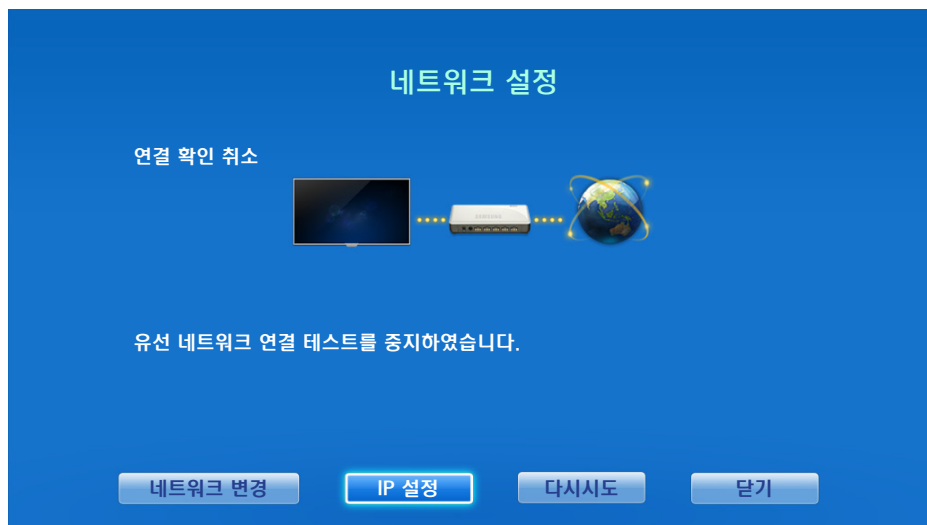 네트워크 설정
연결 확인 취소
SAMSUNG
유선 네트워크 연결 테스트를 중지하였습니다.
네트워크 변경
IP 설정
다시시도
닫기